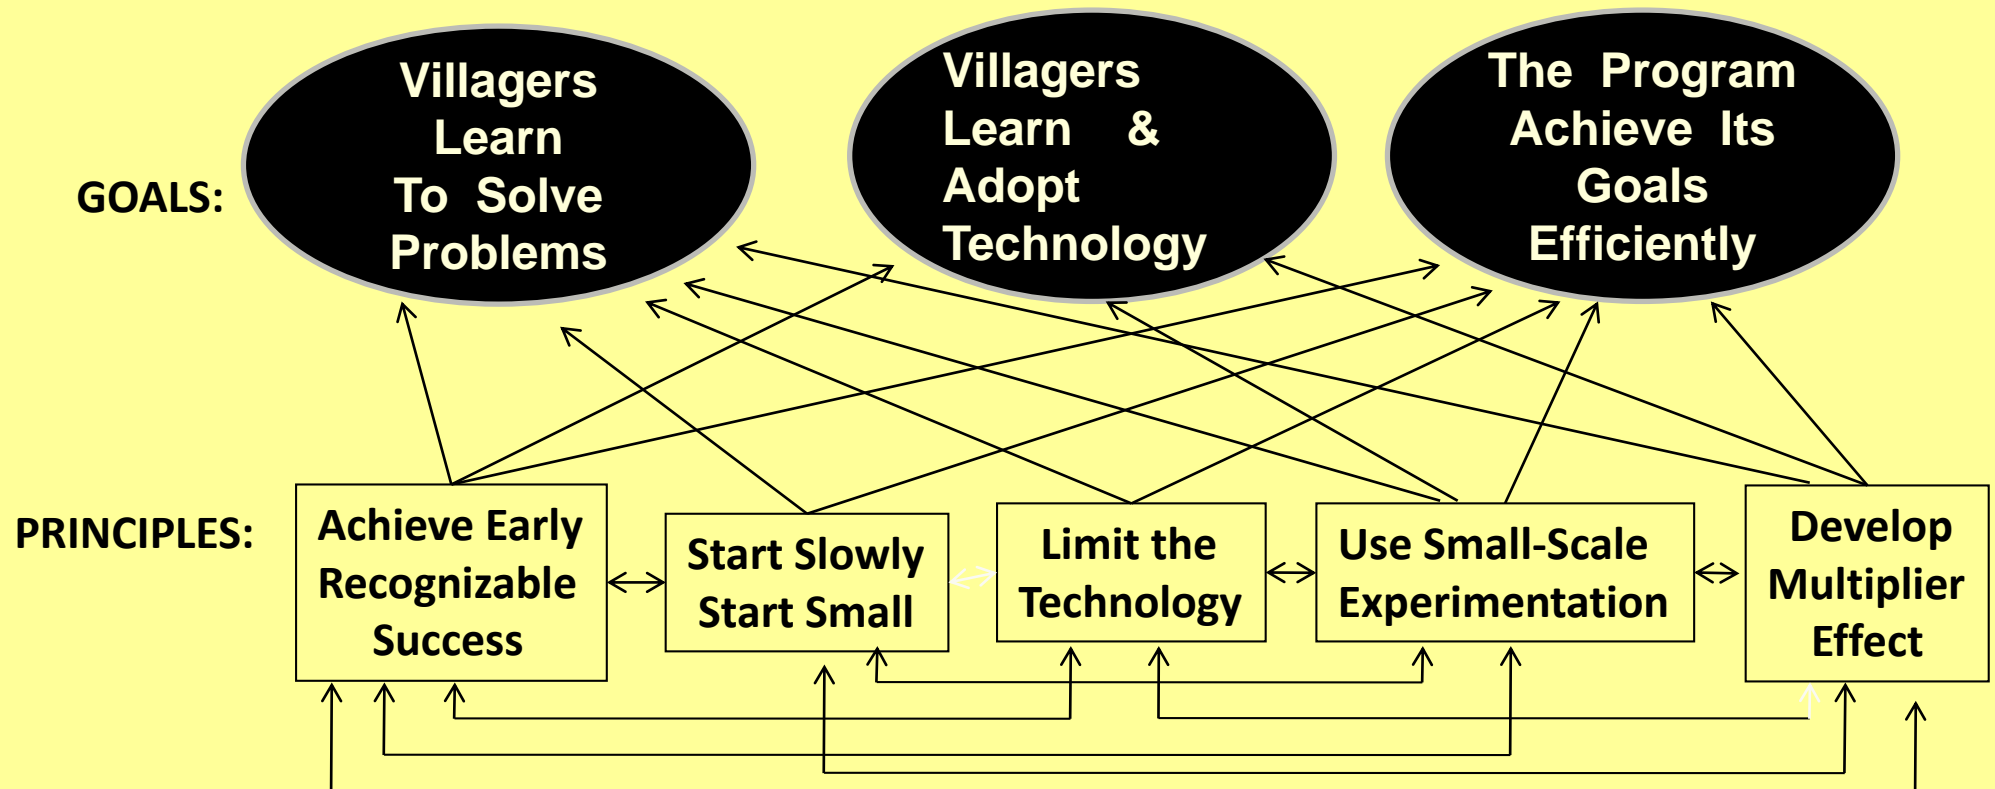 Villagers
Learn
To Solve
Problems
Villagers
Learn &
Adopt
Technology
The Program
Achieve Its
Goals
Efficiently
GOALS:
PRINCIPLES:
Achieve Early
Recognizable
Success
Start Slowly
Start Small
Limit the
Technology
Use Small-Scale
Experimentation
Develop
Multiplier
Effect